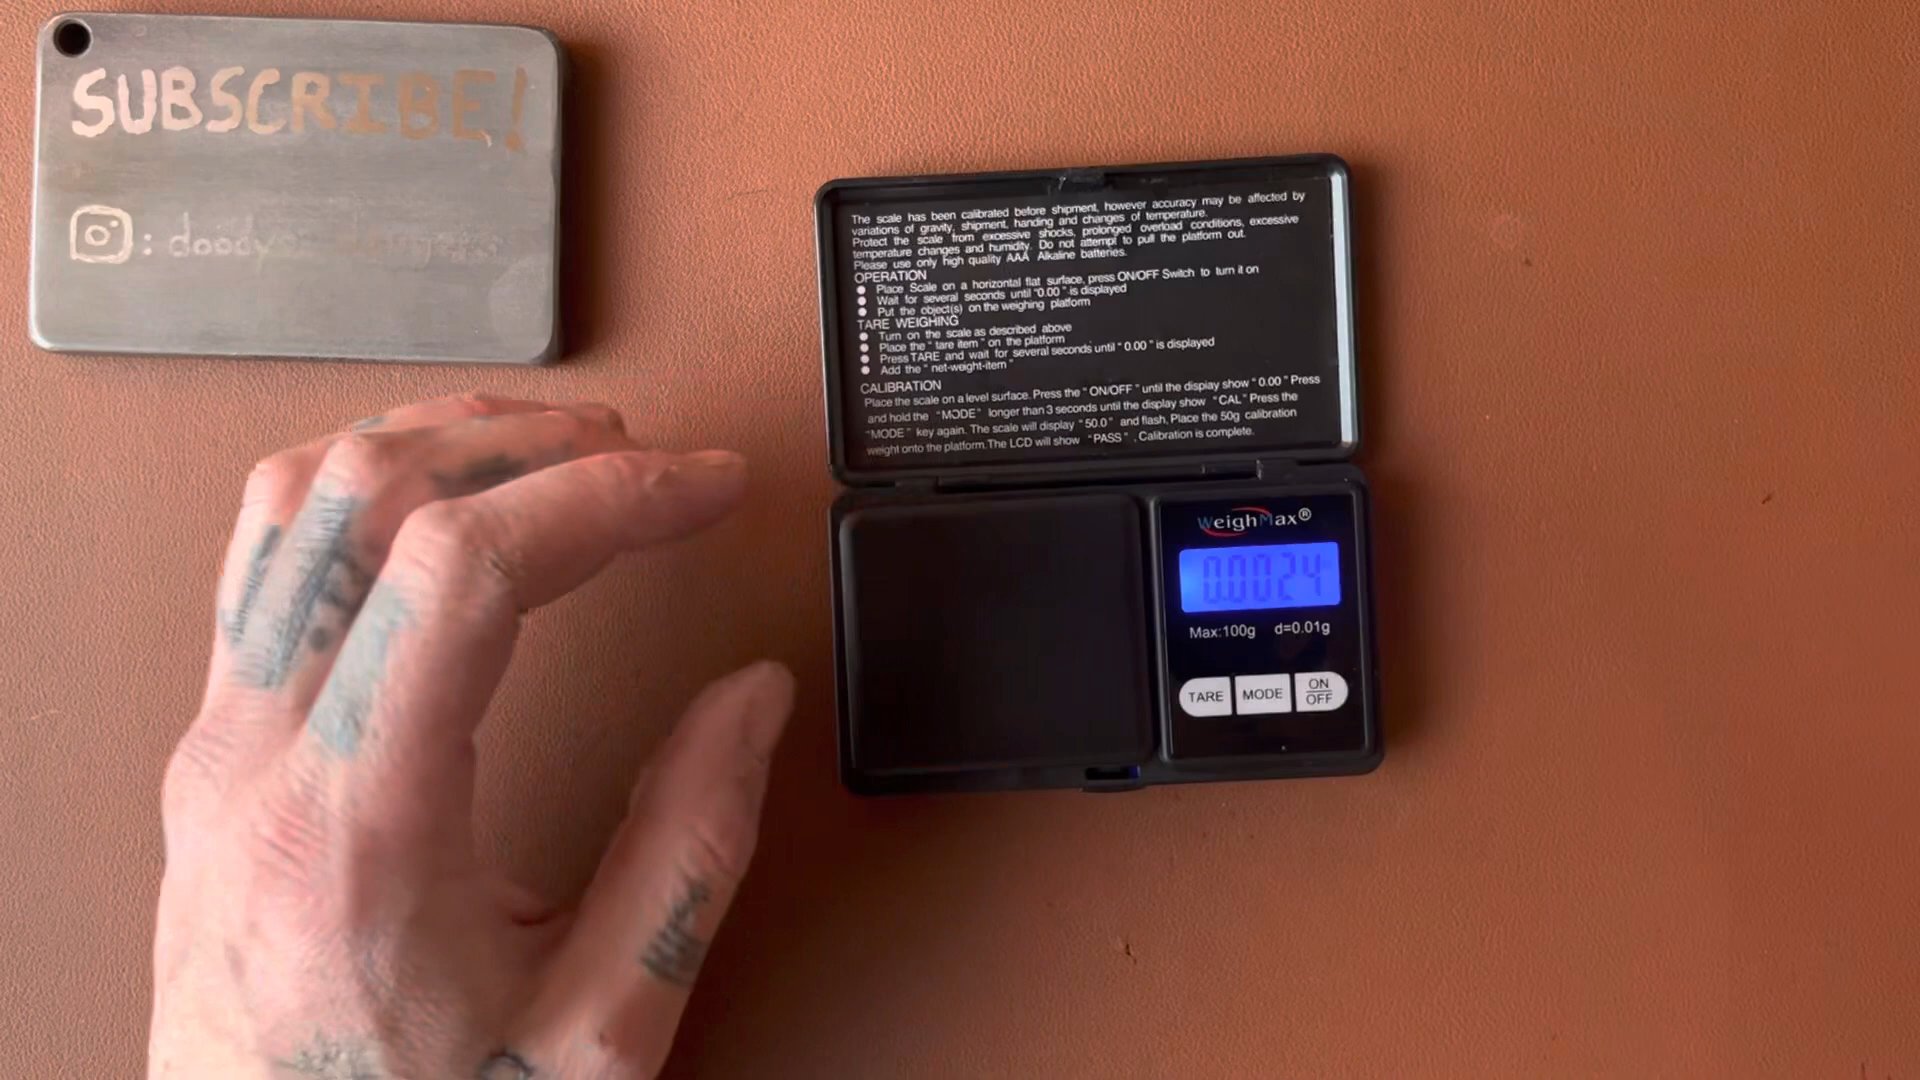 SUBSCRIBE!
: doody
The scale has been calibrated before shipment, however accuracy may be affected by
variations of gravity, shipment, handing and changes of temperature.
Protect the scale from excessive shocks, prolonged overload conditions, excessive
temperature changes and humidity. Do not attempt to pull the platform out.
Please use only high quality AAA Alkaline batteries.
OPERATION
● Place Scale on a horizontal flat surface, press ON/OFF Switch to turn it on
● Wait for several seconds until "0.00" is displayed
● Put the object(s) on the weighing platform
TARE WEIGHING
● Turn on the scale as described above
● Place the "tare item" on the platform
● Press TARE and wait for several seconds until "0.00" is displayed
● Add the "net-weight-item"
CALIBRATION
Place the scale on a level surface. Press the "ON/OFF" until the display show "0.00" Press
and hold the "MODE" longer than 3 seconds until the display show "CAL" Press the
"MODE" key again. The scale will display "50.0" and flash, Place the 50g calibration
weight onto the platform. The LCD will show "PASS", Calibration is complete.
WeighMax®
0.0024
Max:100g d=0.01g
TARE MODE ON/OFF